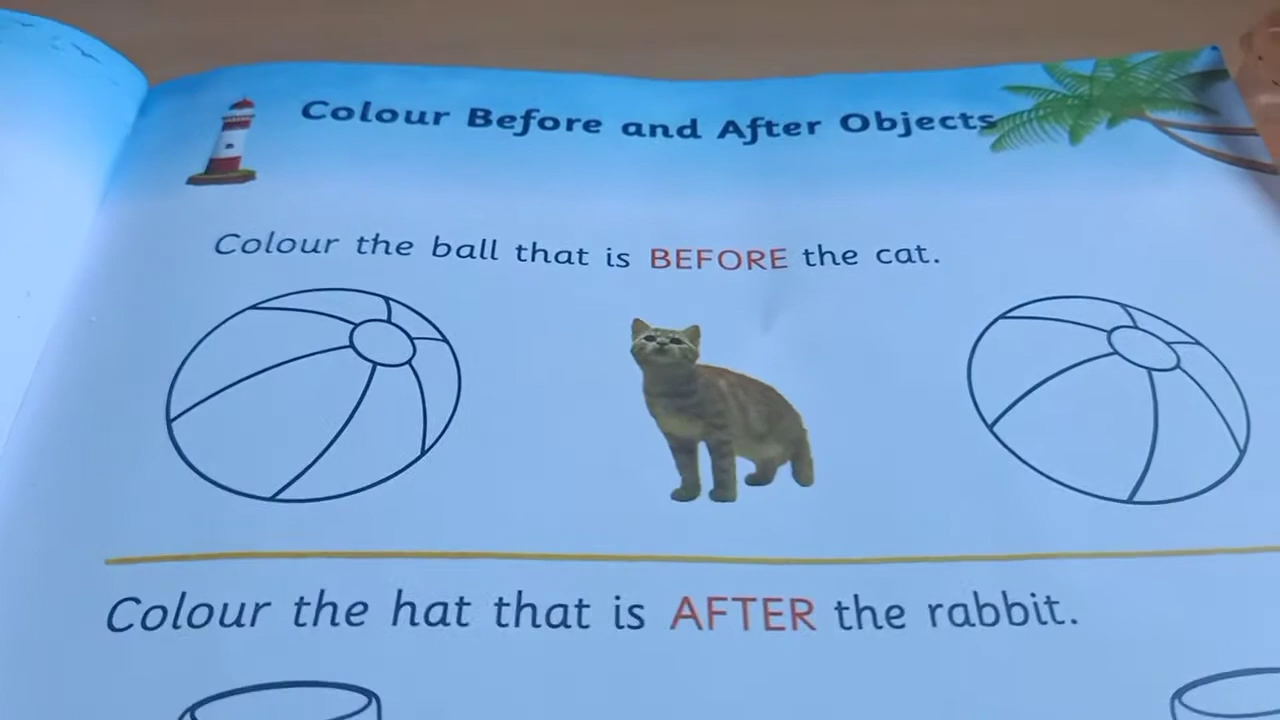 Colour Before and After Objects
Colour the ball that is BEFORE the cat.
Colour the hat that is AFTER the rabbit.